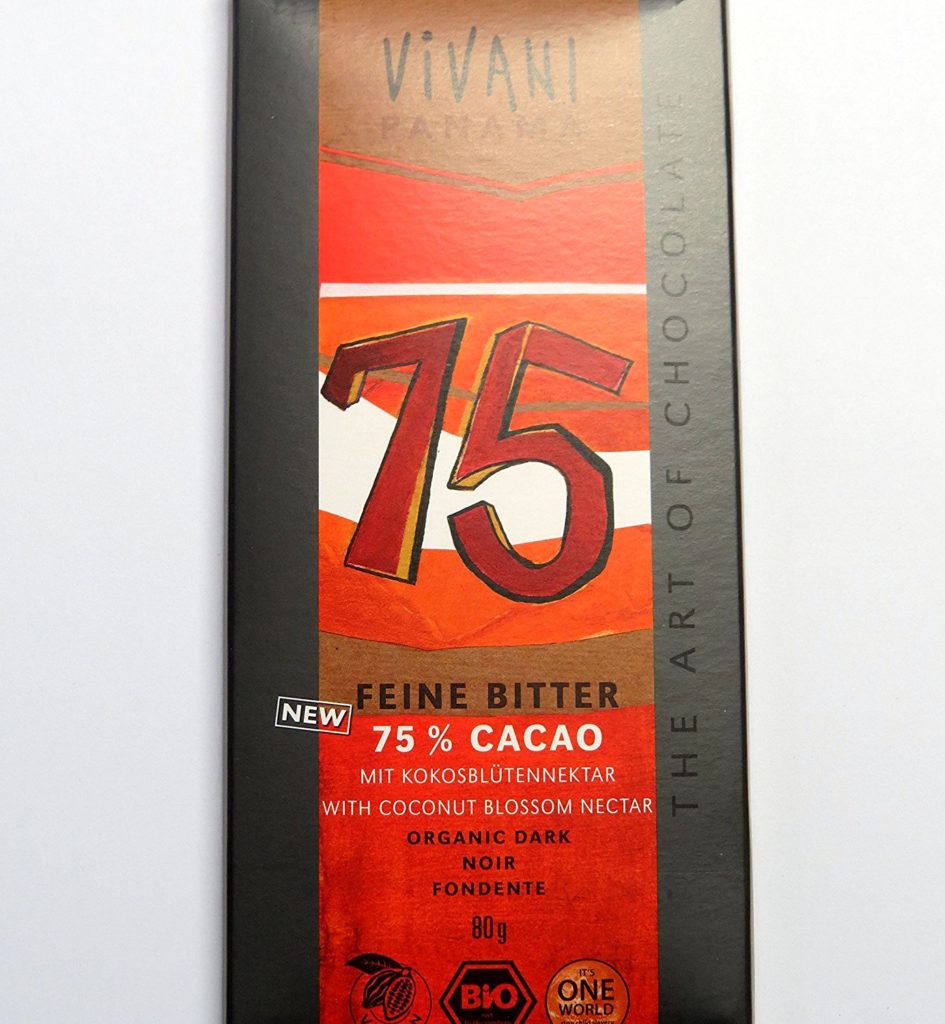 ViVANI
PANAMA
THE ART OF CHOCOLATE
75
FEINE BITTER
NEW
75 % CACAO
MIT KOKOSBLÜTENNEKTAR
WITH COCONUT BLOSSOM NECTAR
ORGANIC DARK
NOIR
FONDENTE
80 g
BiO
IT'S
ONE
WORLD